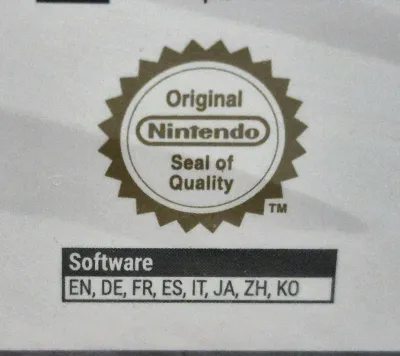 Original
Nintendo
Seal of
Quality
TM
Software
EN, DE, FR, ES, IT, JA, ZH, KO